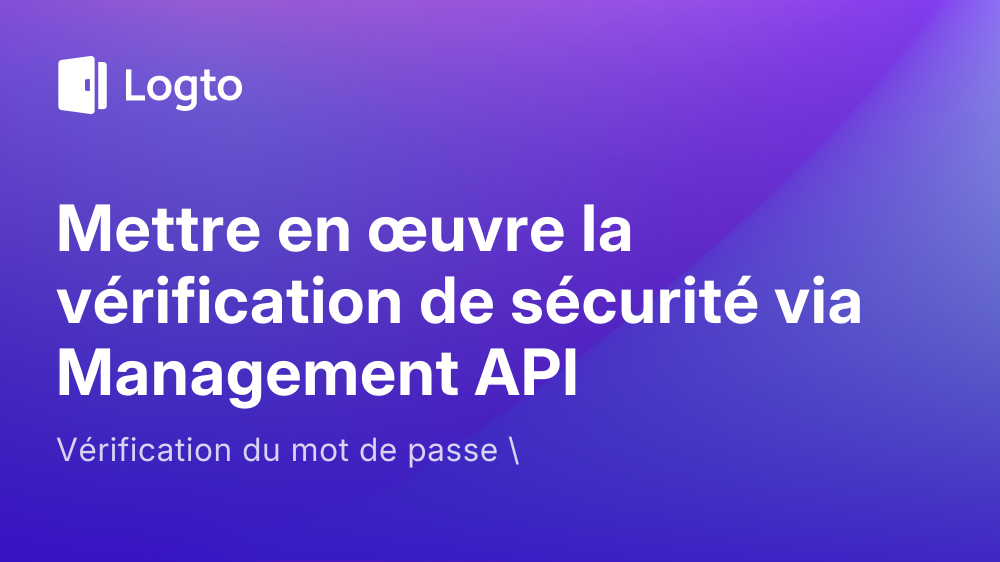 Logto
Mettre en œuvre la
vérification de sécurité via
Management API
Vérification du mot de passe \